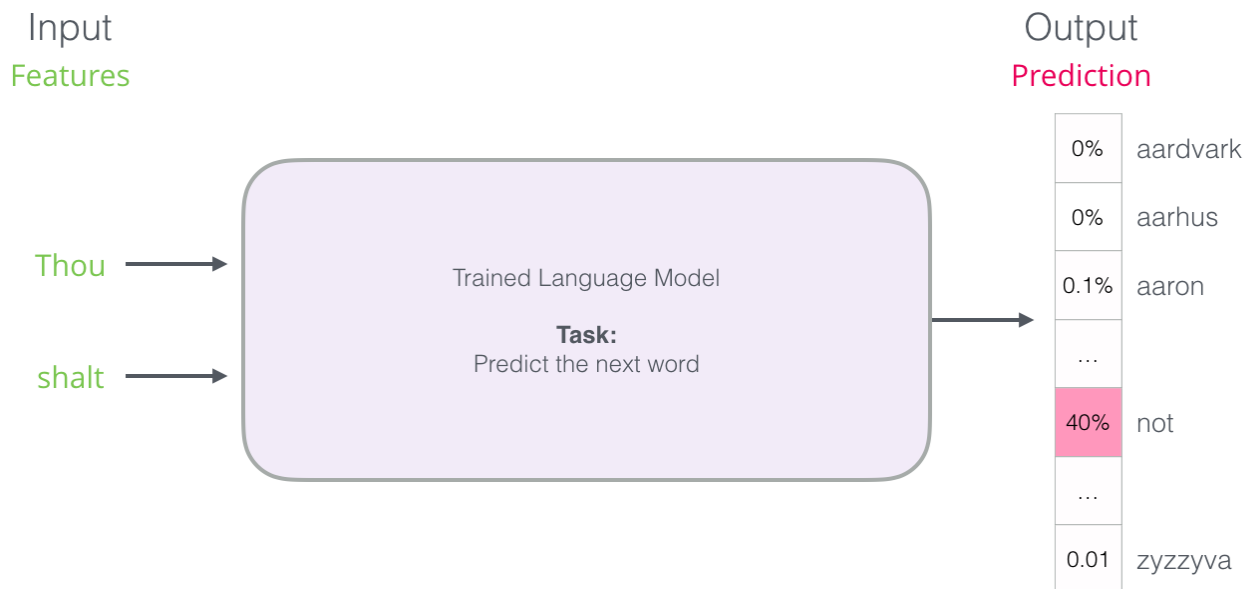 Input
Features
Thou
shalt
Trained Language Model
Task:
Predict the next word
Output
Prediction
0% aardvark
0% aarhus
0.1% aaron
...
40% not
...
0.01 zyzzyva